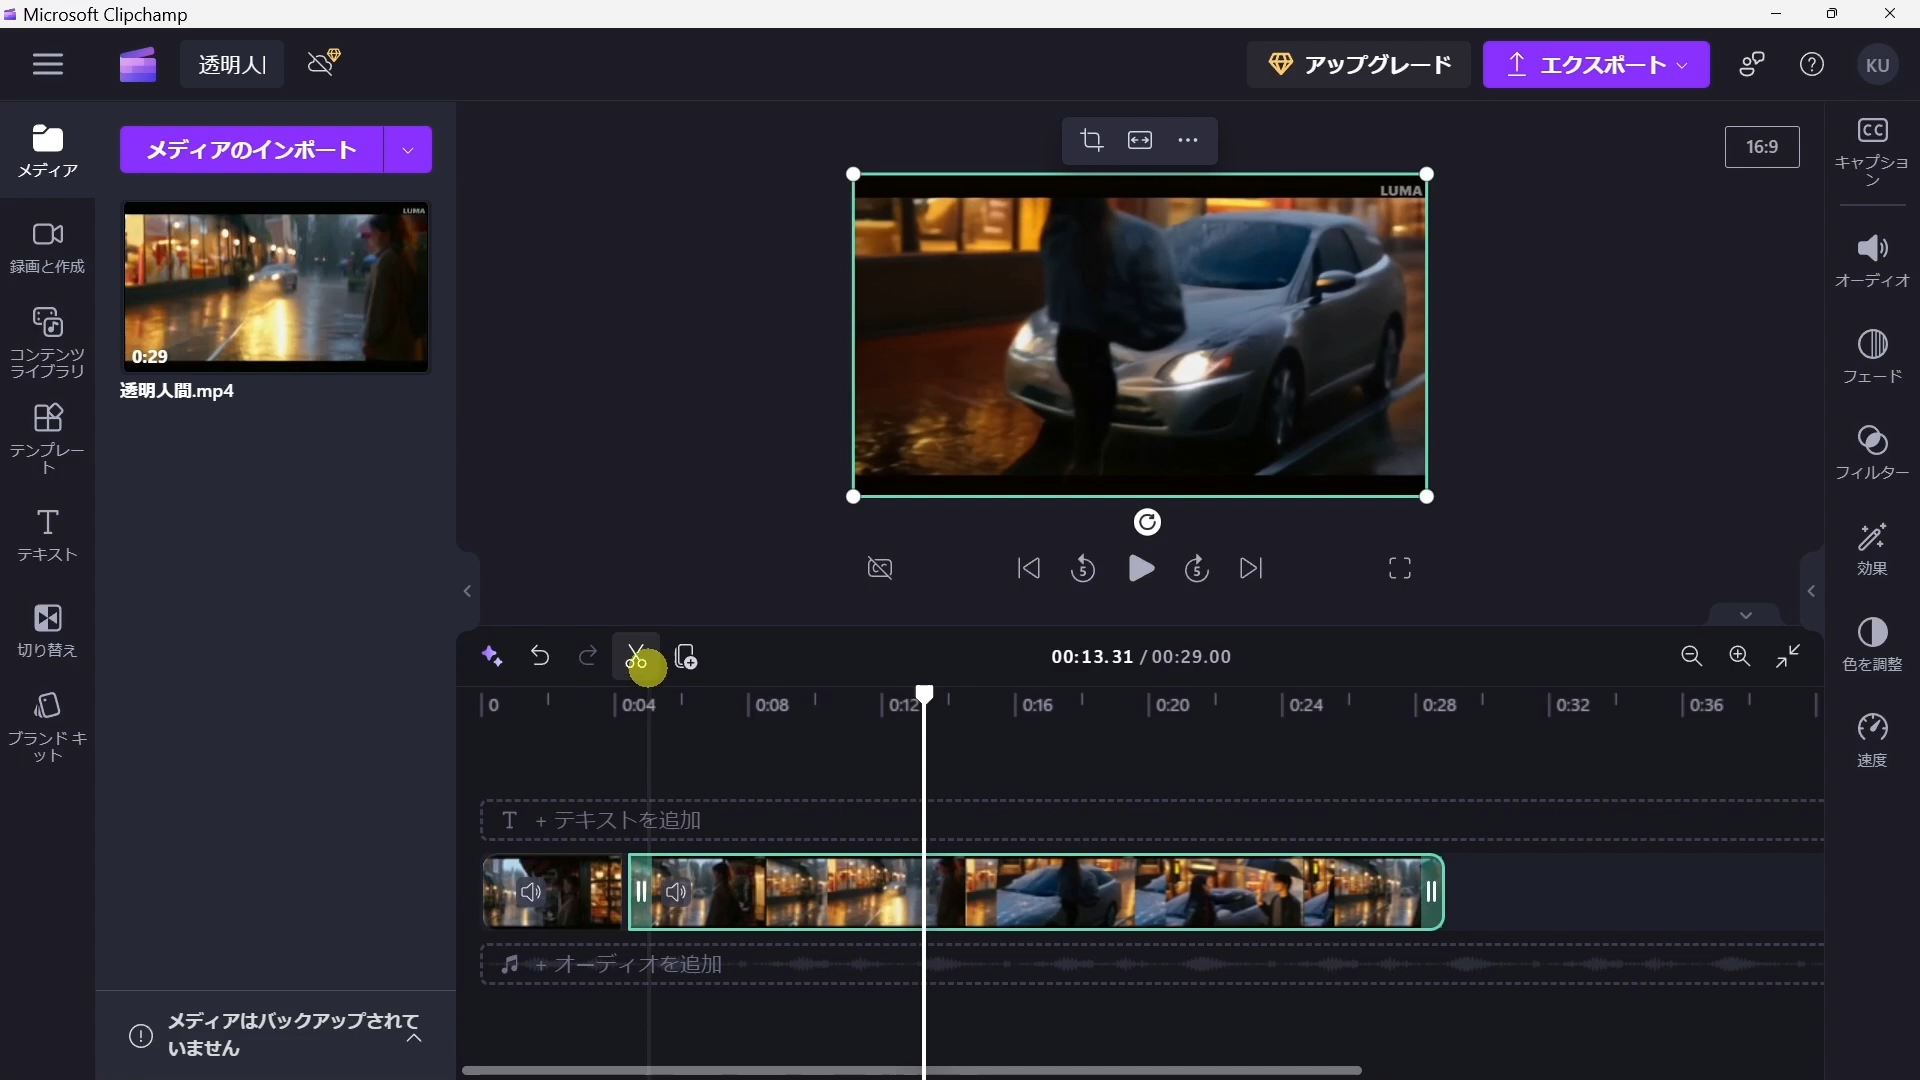 Microsoft Clipchamp
透明人
アップグレード
エクスポート
KU
メディア
メディアのインポート
LUMA
0:29
透明人間.mp4
録画と作成
コンテンツ
ライブラリ
テンプレー
ト
テキスト
切り替え
ブランド キ
ット
LUMA
16:9
CC
キャプショ
ン
オーディオ
フェード
フィルター
効果
色を調整
速度
5
5
00:13.31 / 00:29.00
0
0:04
0:08
0:12
0:16
0:20
0:24
0:28
0:32
0:36
T + テキストを追加
+ オーディオを追加
メディアはバックアップされて
いません